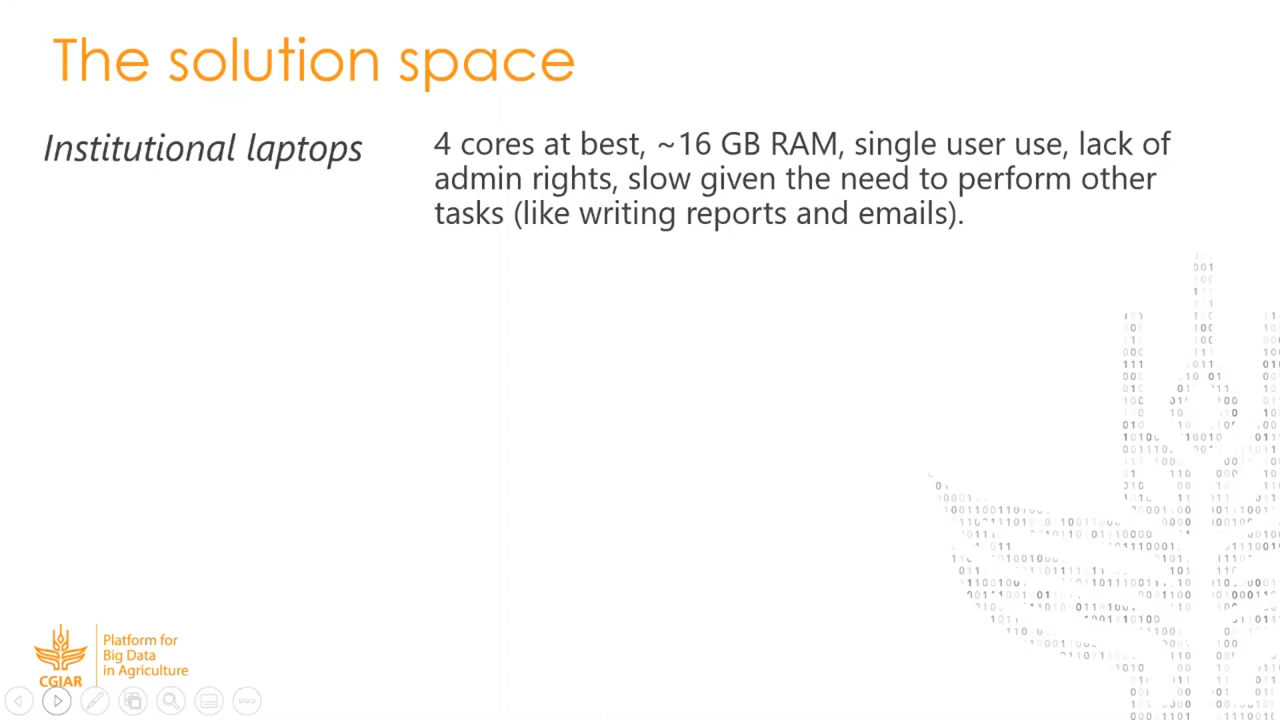 The solution space
Institutional laptops
4 cores at best, ~16 GB RAM, single user use, lack of
admin rights, slow given the need to perform other
tasks (like writing reports and emails).
Platform for
Big Data
in Agriculture
CGIAR